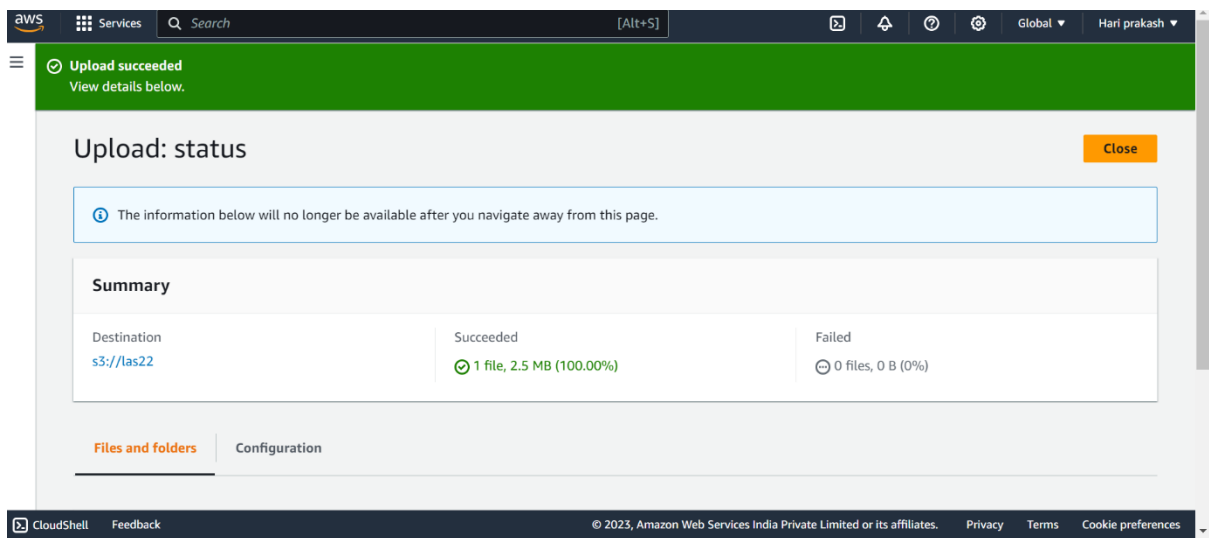 aws Services Search [Alt+S] Global Hari prakash
Upload succeeded
View details below.
Upload: status
Close
The information below will no longer be available after you navigate away from this page.
Summary
Destination Succeeded Failed
s3://las22 1 file, 2.5 MB (100.00%) 0 files, 0 B (0%)
Files and folders Configuration
CloudShell Feedback © 2023, Amazon Web Services India Private Limited or its affiliates. Privacy Terms Cookie preferences